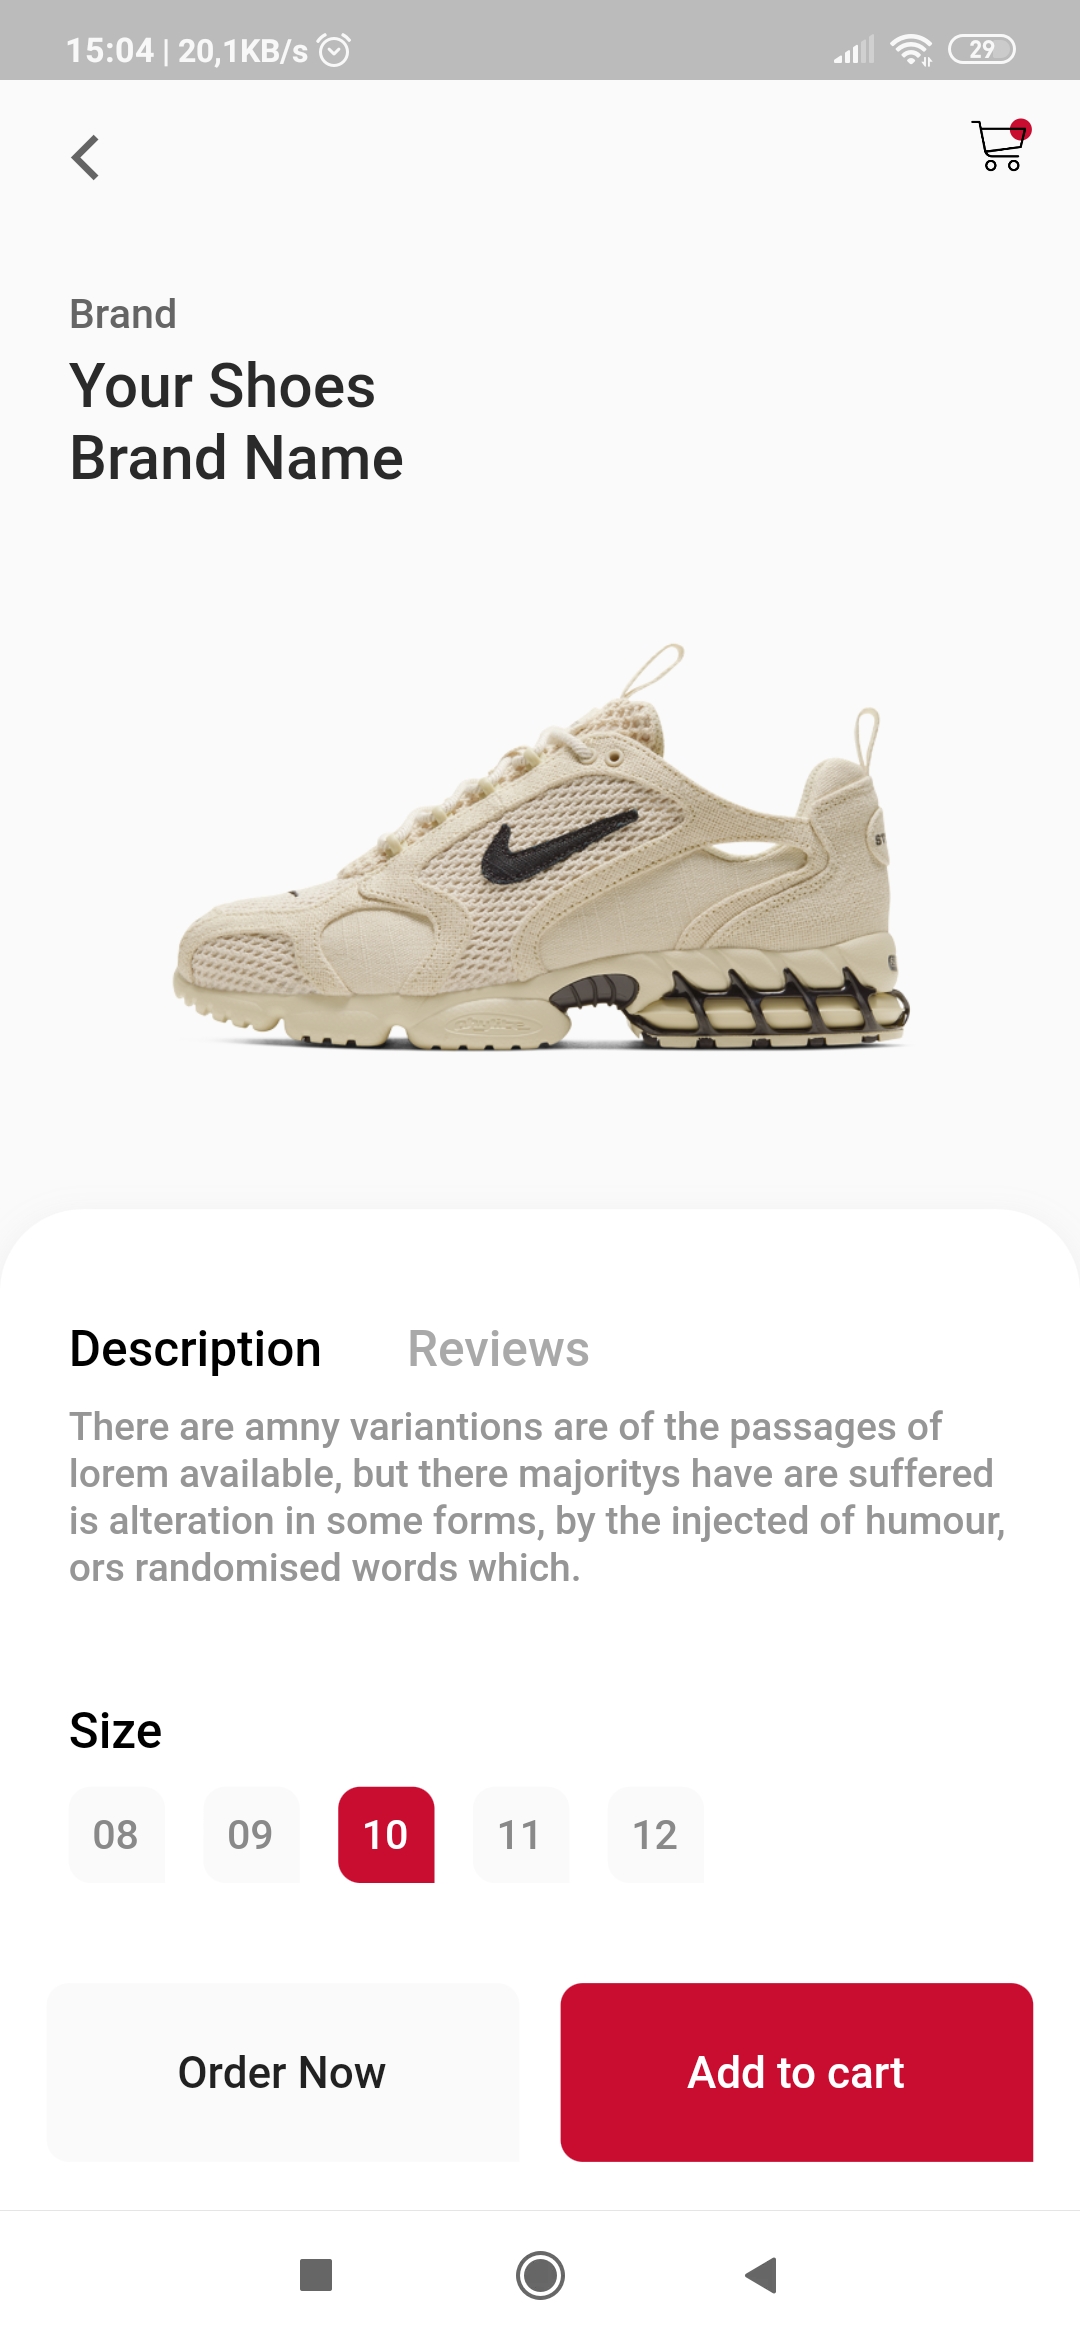 15:04 | 20,1KB/s
29
Brand
Your Shoes
Brand Name
Description
Reviews
There are amny variantions are of the passages of
lorem available, but there majoritys have are suffered
is alteration in some forms, by the injected of humour,
ors randomised words which.
Size
08 09 10 11 12
Order Now
Add to cart